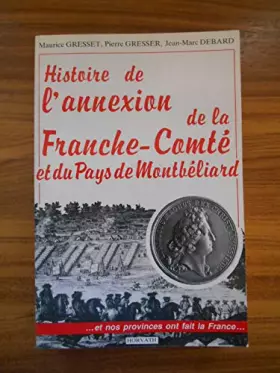 Maurice GRESSET, Pierre GRESSER, Jean-Marc DEBARD
Histoire de
l'annexion
de la
Franche-Comté
et du Pays de Montbéliard
...et nos provinces ont fait la France...
HORVATH